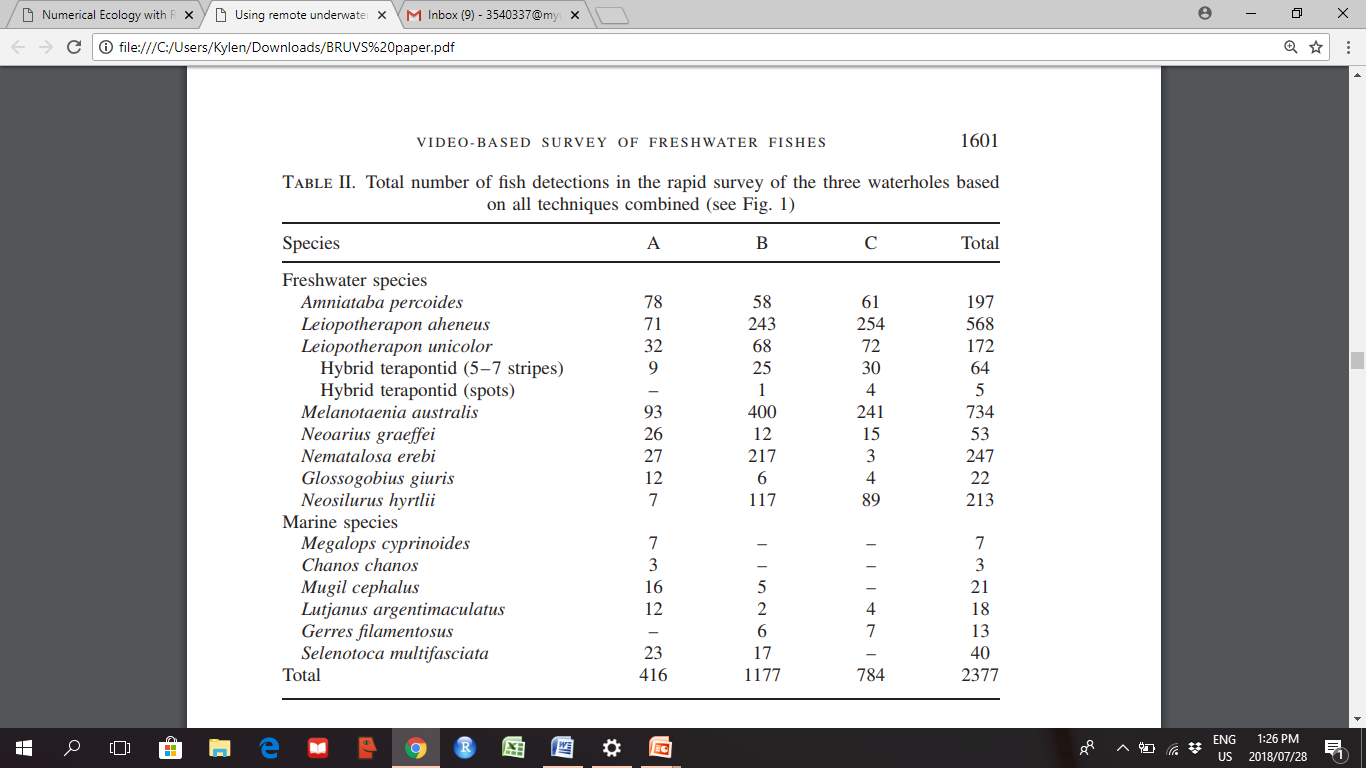 Numerical Ecology with R
Using remote underwater
Inbox (9) - 3540337@my
file:///C:/Users/Kylen/Downloads/BRUVS%20paper.pdf
VIDEO-BASED SURVEY OF FRESHWATER FISHES 1601
TABLE II. Total number of fish detections in the rapid survey of the three waterholes based
on all techniques combined (see Fig. 1)
Species A B C Total
Freshwater species
Amniataba percoides 78 58 61 197
Leiopotherapon aheneus 71 243 254 568
Leiopotherapon unicolor 32 68 72 172
Hybrid terapontid (5–7 stripes) 9 25 30 64
Hybrid terapontid (spots) – 1 4 5
Melanotaenia australis 93 400 241 734
Neoarius graeffei 26 12 15 53
Nematalosa erebi 27 217 3 247
Glossogobius giuris 12 6 4 22
Neosilurus hyrtlii 7 117 89 213
Marine species
Megalops cyprinoides 7 – – 7
Chanos chanos 3 – – 3
Mugil cephalus 16 5 – 21
Lutjanus argentimaculatus 12 2 4 18
Gerres filamentosus – 6 7 13
Selenotoca multifasciata 23 17 – 40
Total 416 1177 784 2377
ENG 1:26 PM
US 2018/07/28 1